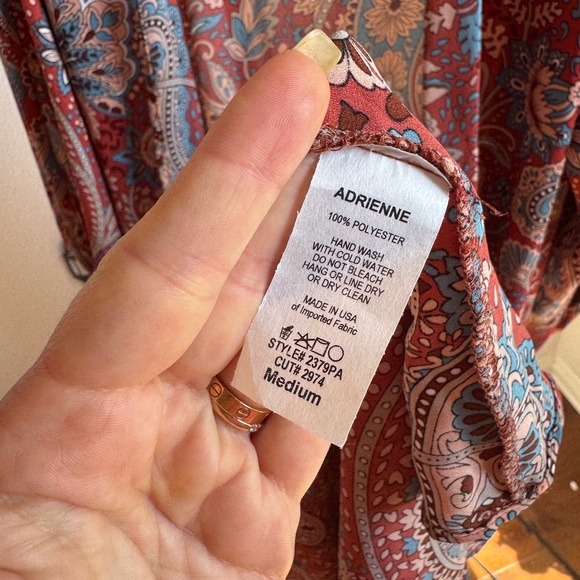 ADRIENNE
100% POLYESTER
HAND WASH
WITH COLD WATER
DO NOT BLEACH
HANG OR LINE DRY
OR DRY CLEAN
MADE IN USA
of Imported Fabric
STYLE# 2379PA
CUT# 2974
Medium